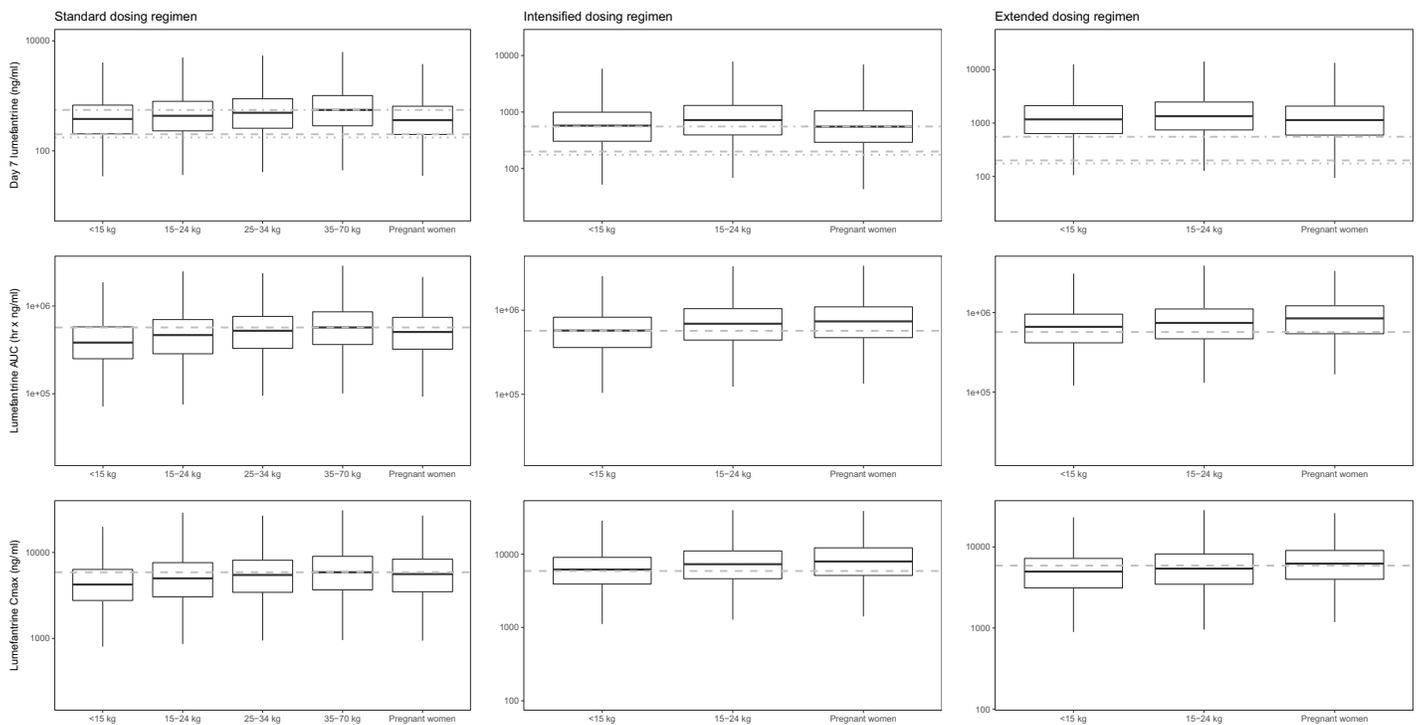 Standard dosing regimen
Intensified dosing regimen
Extended dosing regimen
Day 7 lumefantrine (ng/ml)
10000
100
<15 kg
15−24 kg
25−34 kg
35−70 kg
Pregnant women
10000
1000
100
<15 kg
15−24 kg
Pregnant women
10000
1000
100
<15 kg
15−24 kg
Pregnant women
Lumefantrine AUC (hr x ng/ml)
1e+06
1e+05
<15 kg
15−24 kg
25−34 kg
35−70 kg
Pregnant women
1e+06
1e+05
<15 kg
15−24 kg
Pregnant women
1e+06
1e+05
<15 kg
15−24 kg
Pregnant women
Lumefantrine Cmax (ng/ml)
10000
1000
<15 kg
15−24 kg
25−34 kg
35−70 kg
Pregnant women
10000
1000
100
<15 kg
15−24 kg
Pregnant women
10000
1000
100
<15 kg
15−24 kg
Pregnant women